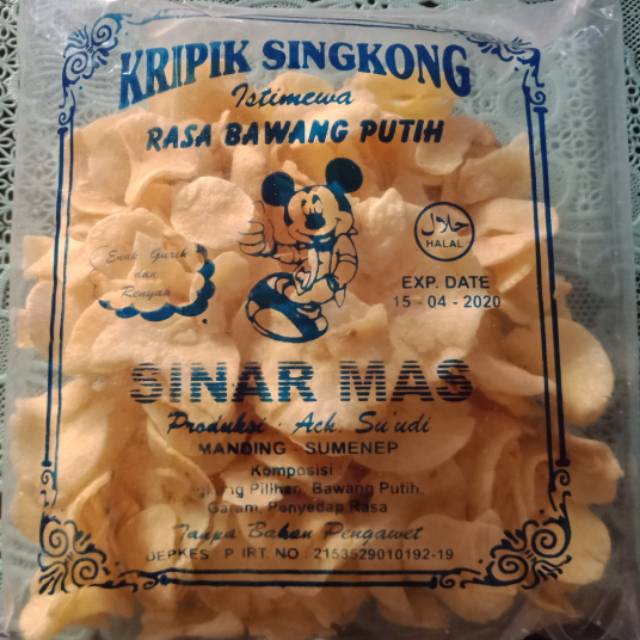 KRIPIK SINGKONG
Istimewa
RASA BAWANG PUTIH
Enak Gurih
dan
Renyah
حلال
HALAL
EXP. DATE
15 - 04 - 2020
SINAR MAS
Produksi : Ach. Su'udi
MANDING - SUMENEP
Komposisi :
Pilihan, Bawang Putih,
Garam, Penyedap Rasa
Tanpa Bahan Pengawet
DEPKES P. IRT. NO : 2153529010192-19